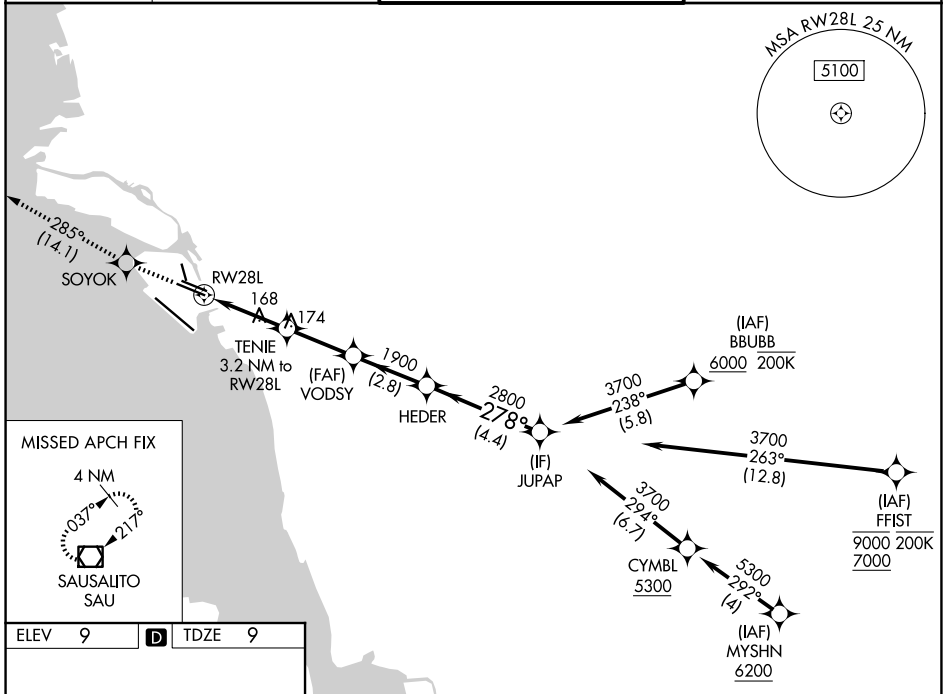 MSA RW28L 25 NM
5100
285°
(14.1)
SOYOK
RW28L
168
174
TENIE
3.2 NM to
RW28L
1900
(2.8)
(FAF)
VODSY
HEDER
2800
278°
(4.4)
(IF)
JUPAP
(IAF)
BBUBB
6000 200K
3700
238°
(5.8)
3700
263°
(12.8)
(IAF)
FFIST
9000 200K
7000
3700
294°
(6.7)
CYMBL
5300
5300
292°
(4)
(IAF)
MYSHN
6200
MISSED APCH FIX
4 NM
037°
217°
SAUSALITO
SAU
ELEV 9 D TDZE 9